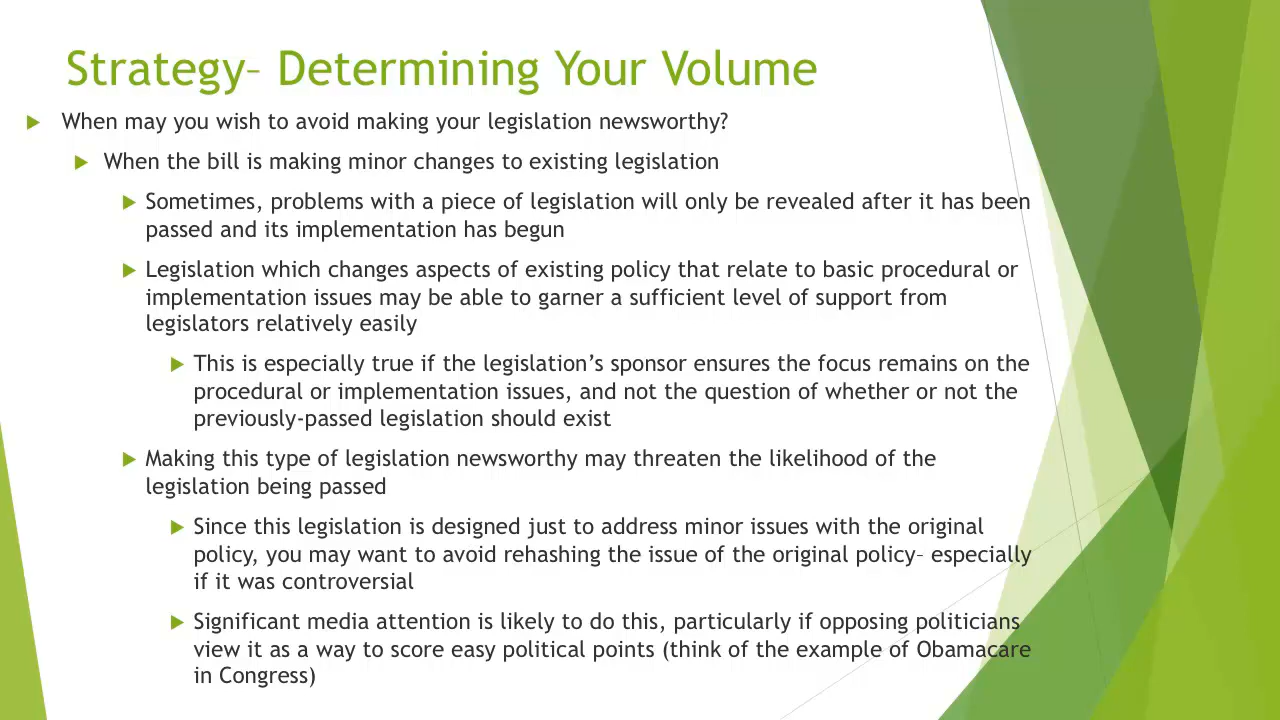 Strategy– Determining Your Volume
When may you wish to avoid making your legislation newsworthy?
When the bill is making minor changes to existing legislation
Sometimes, problems with a piece of legislation will only be revealed after it has been
passed and its implementation has begun
Legislation which changes aspects of existing policy that relate to basic procedural or
implementation issues may be able to garner a sufficient level of support from
legislators relatively easily
This is especially true if the legislation’s sponsor ensures the focus remains on the
procedural or implementation issues, and not the question of whether or not the
previously-passed legislation should exist
Making this type of legislation newsworthy may threaten the likelihood of the
legislation being passed
Since this legislation is designed just to address minor issues with the original
policy, you may want to avoid rehashing the issue of the original policy– especially
if it was controversial
Significant media attention is likely to do this, particularly if opposing politicians
view it as a way to score easy political points (think of the example of Obamacare
in Congress)